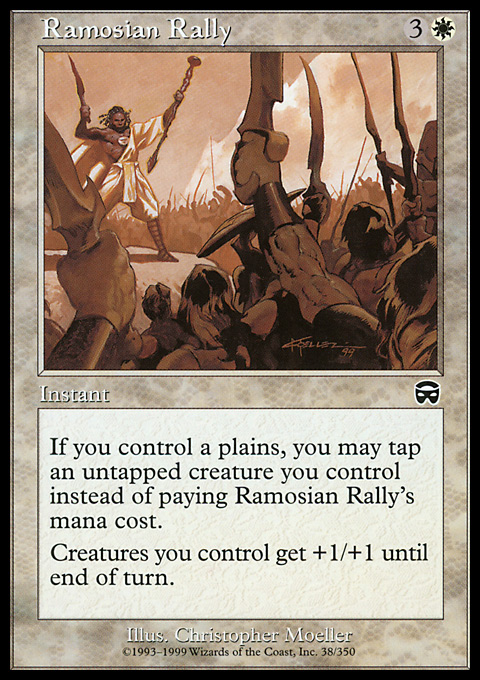 Ramosian Rally 3
Instant
If you control a plains, you may tap
an untapped creature you control
instead of paying Ramosian Rally's
mana cost.
Creatures you control get +1/+1 until
end of turn.
Illus. Christopher Moeller
©1993–1999 Wizards of the Coast, Inc. 38/350